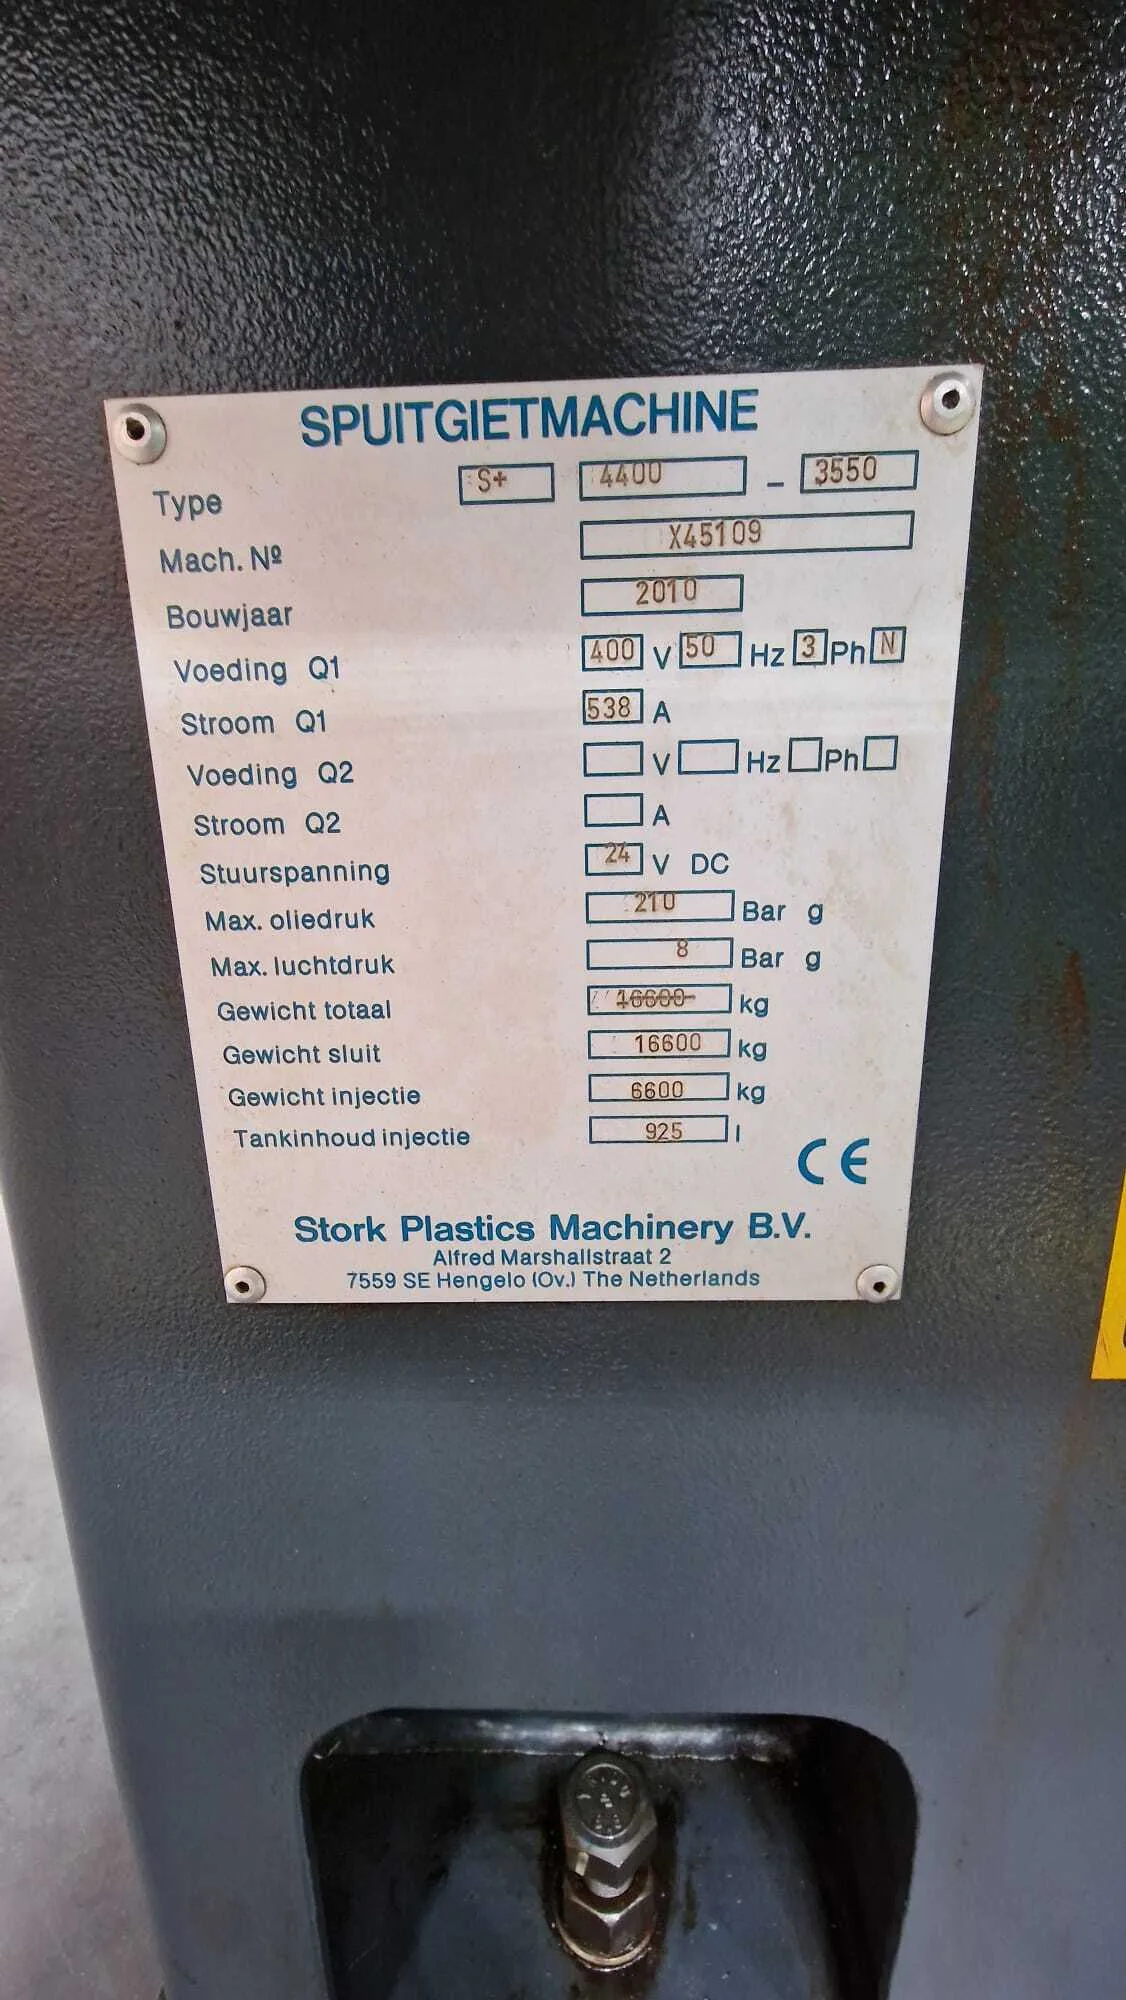 SPUITGIETMACHINE
Type S+ 4400 - 3550
Mach. Nº X45109
Bouwjaar 2010
Voeding Q1 400 V 50 Hz 3 Ph N
Stroom Q1 538 A
Voeding Q2 V Hz Ph
Stroom Q2 A
Stuurspanning 24 V DC
Max. oliedruk 210 Bar g
Max. luchtdruk 8 Bar g
Gewicht totaal 16600 kg
Gewicht sluit 16600 kg
Gewicht injectie 6600 kg
Tankinhoud injectie 925 l
CE
Stork Plastics Machinery B.V.
Alfred Marshallstraat 2
7559 SE Hengelo (Ov.) The Netherlands